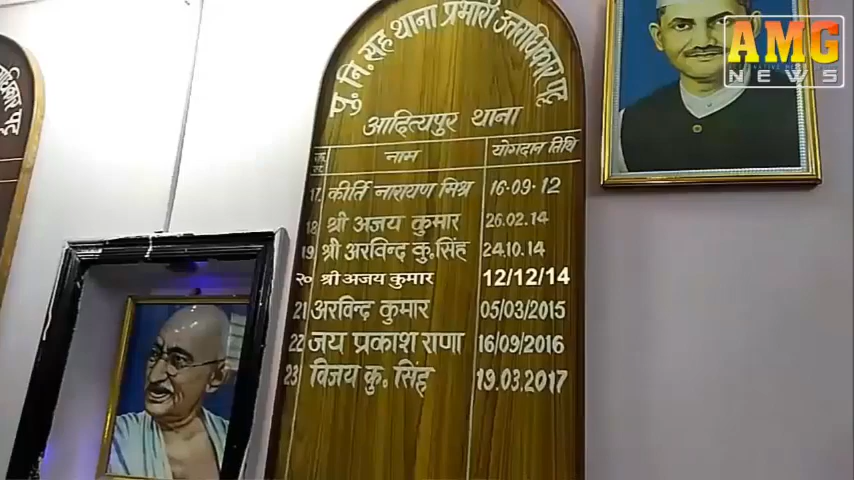 पु. नि. सह थाना प्रभारी उत्तराधिकार पट
आदित्यपुर थाना
क्र. सं. नाम योगदान तिथि
17. कीर्ति नारायण मिश्र 16-09-12
18 श्री अजय कुमार 26.02.14
19 श्री अरविन्द कु. सिंह 24.10.14
२० श्री अजय कुमार 12/12/14
21 अरविन्द कुमार 05/03/2015
22 जय प्रकाश राणा 16/09/2016
23 विजय कु. सिंह 19.03.2017
AMG
NEWS